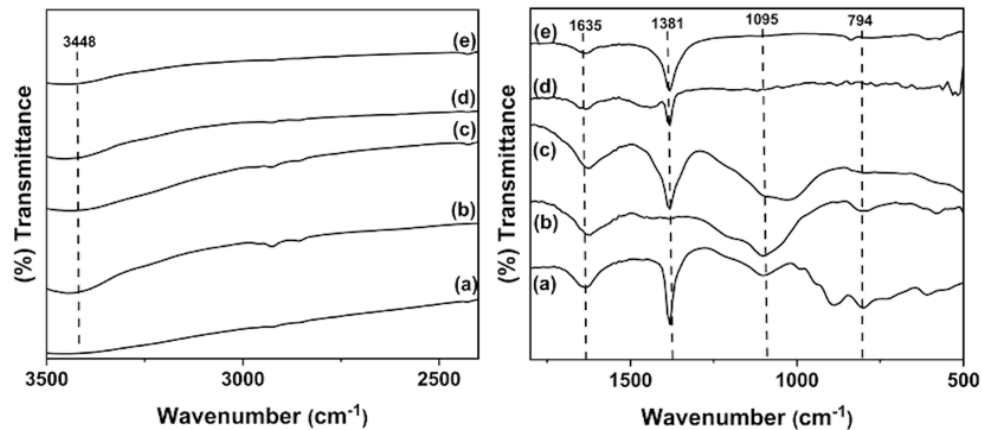 3448
(e)
(d)
(c)
(b)
(a)
(%) Transmittance
3500
3000
2500
Wavenumber (cm⁻¹)
1635
1381
1095
794
(e)
(d)
(c)
(b)
(a)
(%) Transmittance
1500
1000
500
Wavenumber (cm⁻¹)